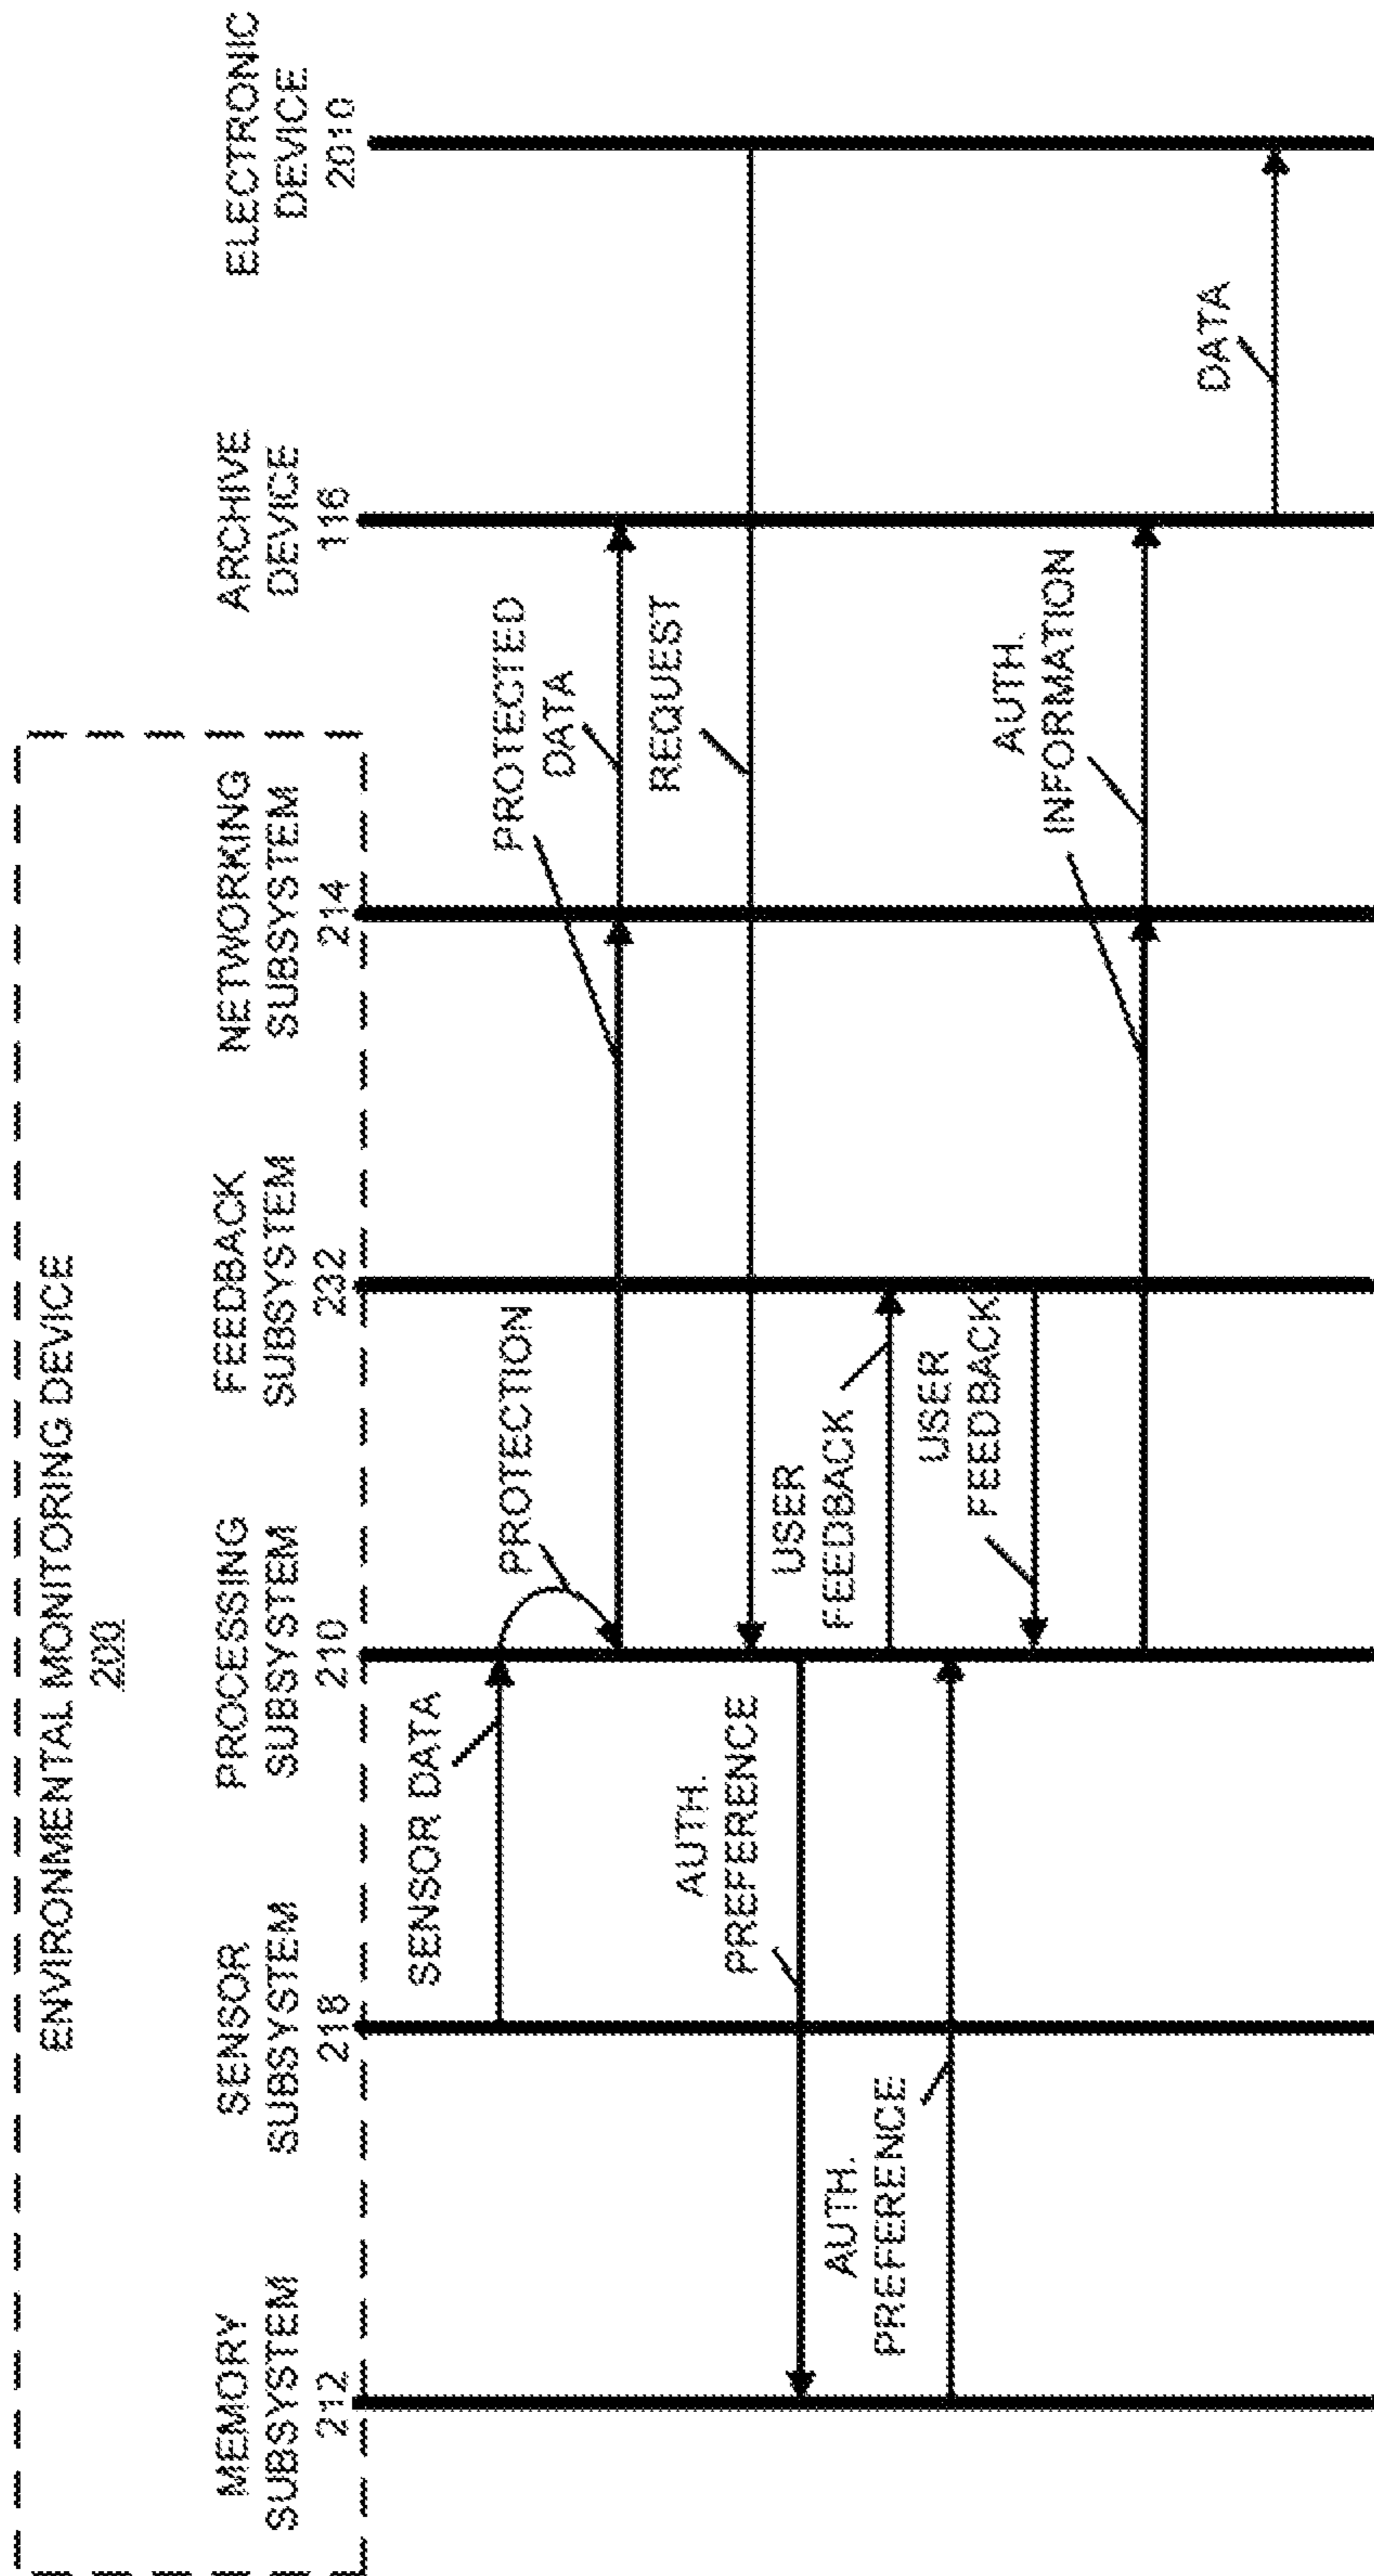 ENVIRONMENTAL MONITORING DEVICE
200
MEMORY
SUBSYSTEM
212
SENSOR
SUBSYSTEM
218
PROCESSING
SUBSYSTEM
210
FEEDBACK
SUBSYSTEM
232
NETWORKING
SUBSYSTEM
214
ARCHIVE
DEVICE
116
ELECTRONIC
DEVICE
2010
SENSOR DATA
PROTECTION
PROTECTED
DATA
REQUEST
AUTH.
PREFERENCE
USER
FEEDBACK
AUTH.
PREFERENCE
USER
FEEDBACK
AUTH.
INFORMATION
DATA